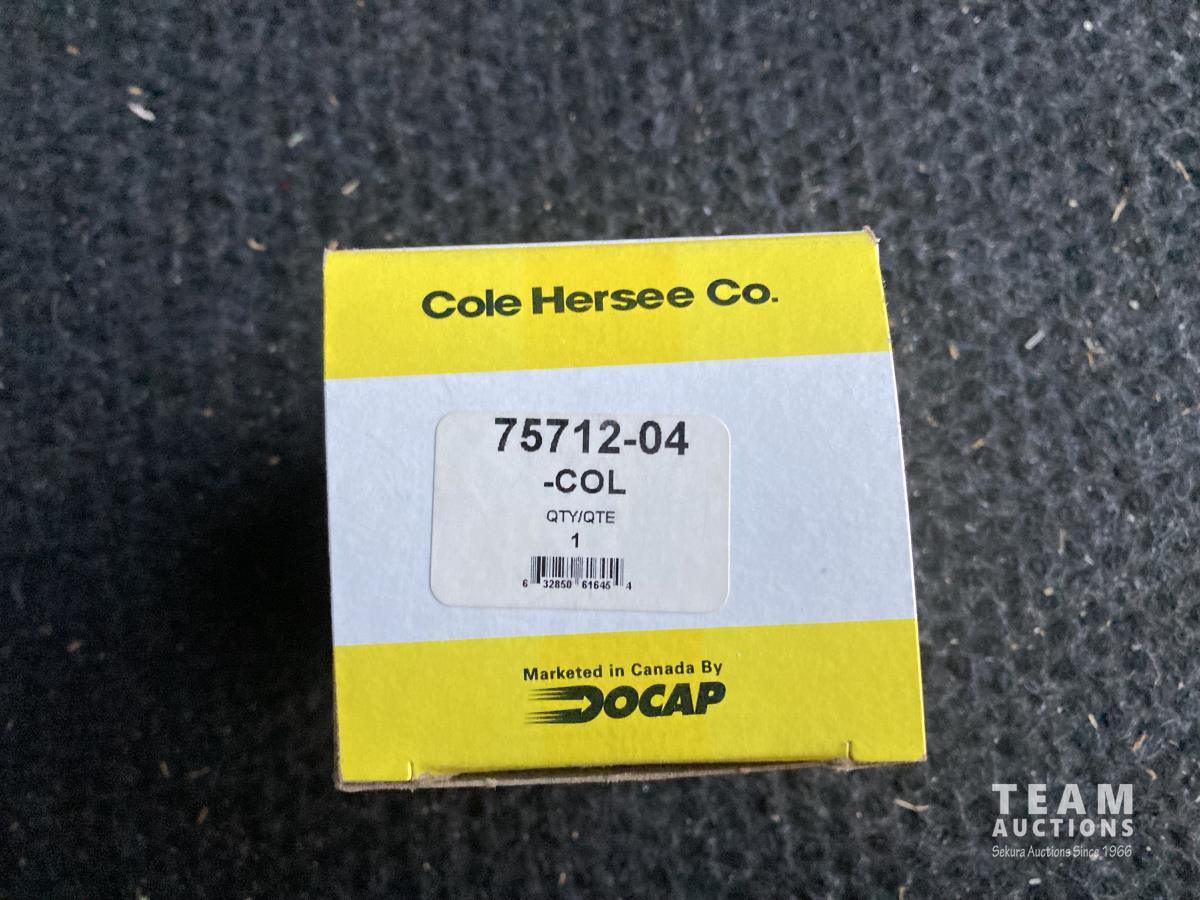 Cole Hersee Co.
75712-04
-COL
QTY/QTE
1
6 32850 61645 4
Marketed in Canada By
DOCAP
TEAM
AUCTIONS
Sekura Auctions Since 1966